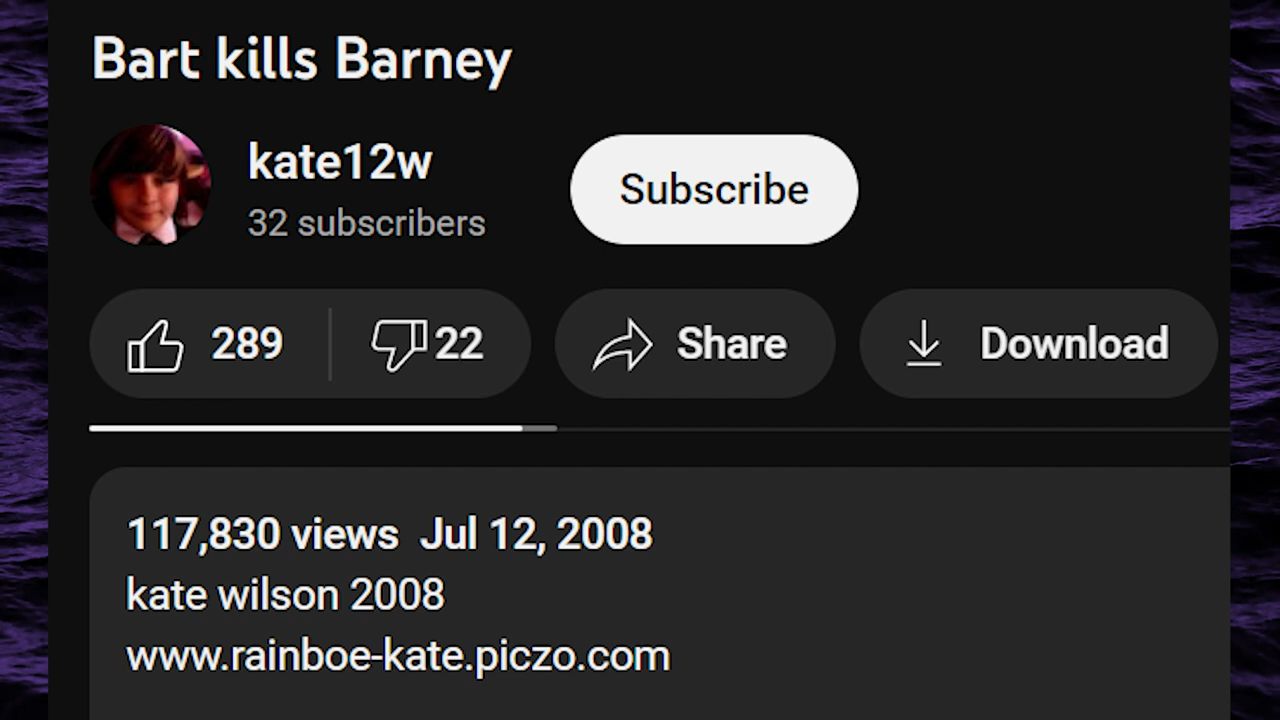 Bart kills Barney
kate12w
32 subscribers
Subscribe
289
22
Share
Download
117,830 views Jul 12, 2008
kate wilson 2008
www.rainboe-kate.piczo.com